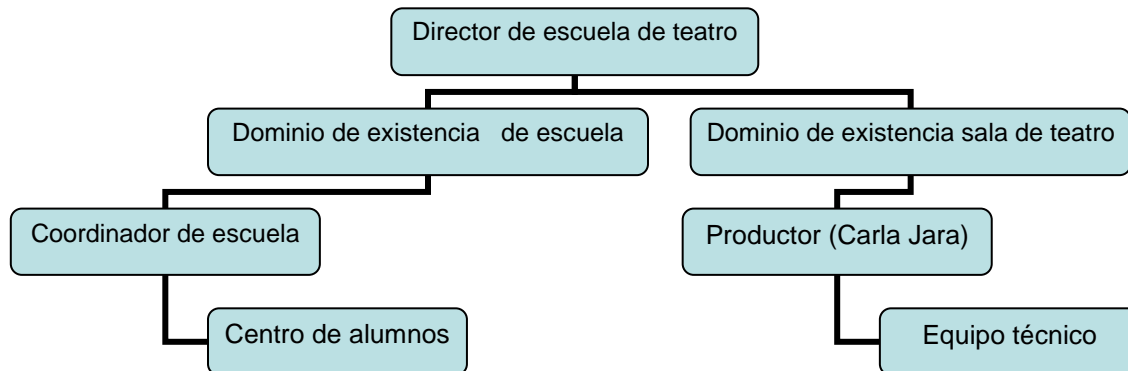 Director de escuela de teatro
Dominio de existencia de escuela
Dominio de existencia sala de teatro
Coordinador de escuela
Productor (Carla Jara)
Centro de alumnos
Equipo técnico